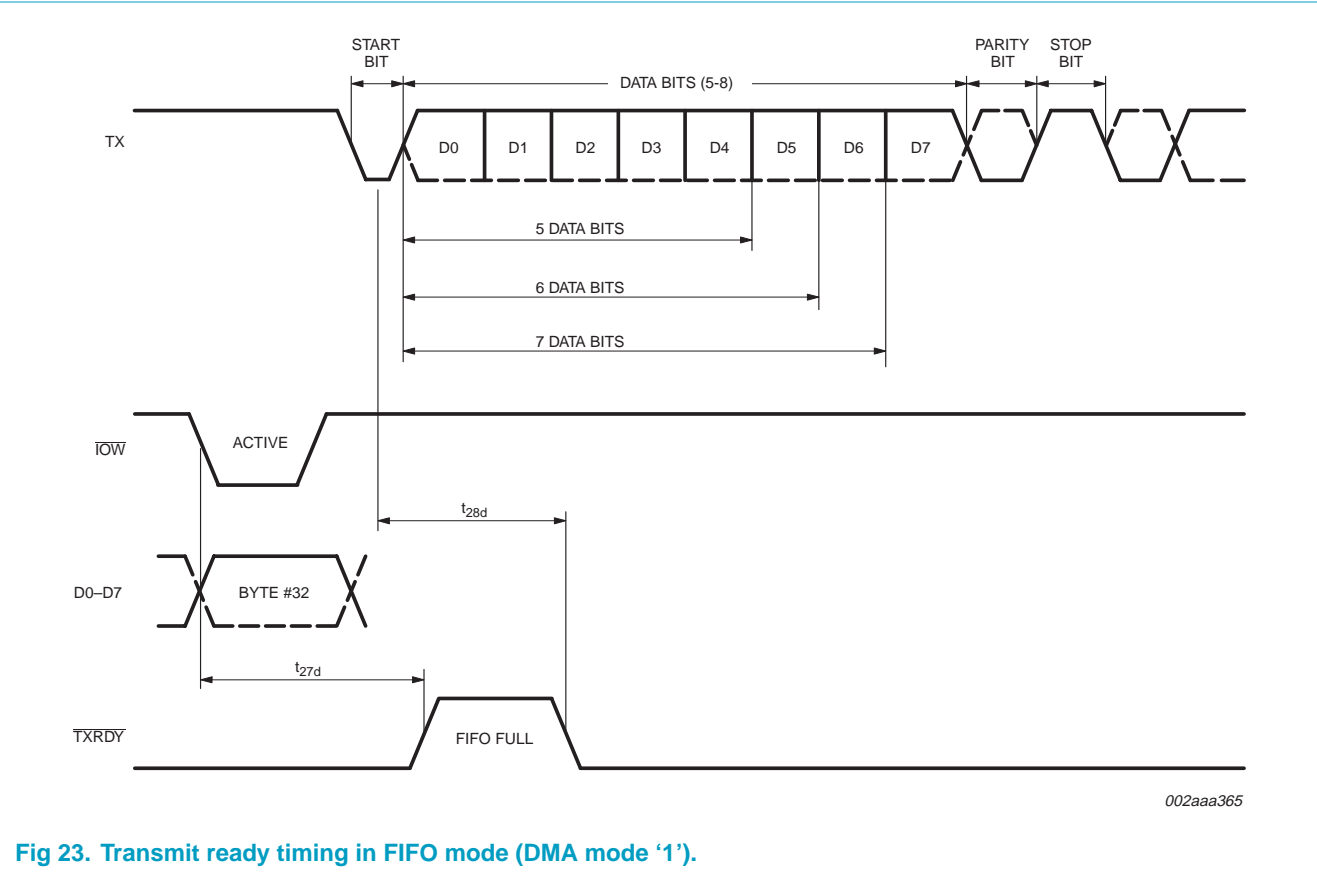 START
BIT
DATA BITS (5-8)
PARITY
BIT
STOP
BIT
TX
D0
D1
D2
D3
D4
D5
D6
D7
5 DATA BITS
6 DATA BITS
7 DATA BITS
IOW
ACTIVE
t28d
D0–D7
BYTE #32
t27d
TXRDY
FIFO FULL
002aaa365
Fig 23. Transmit ready timing in FIFO mode (DMA mode ‘1’).